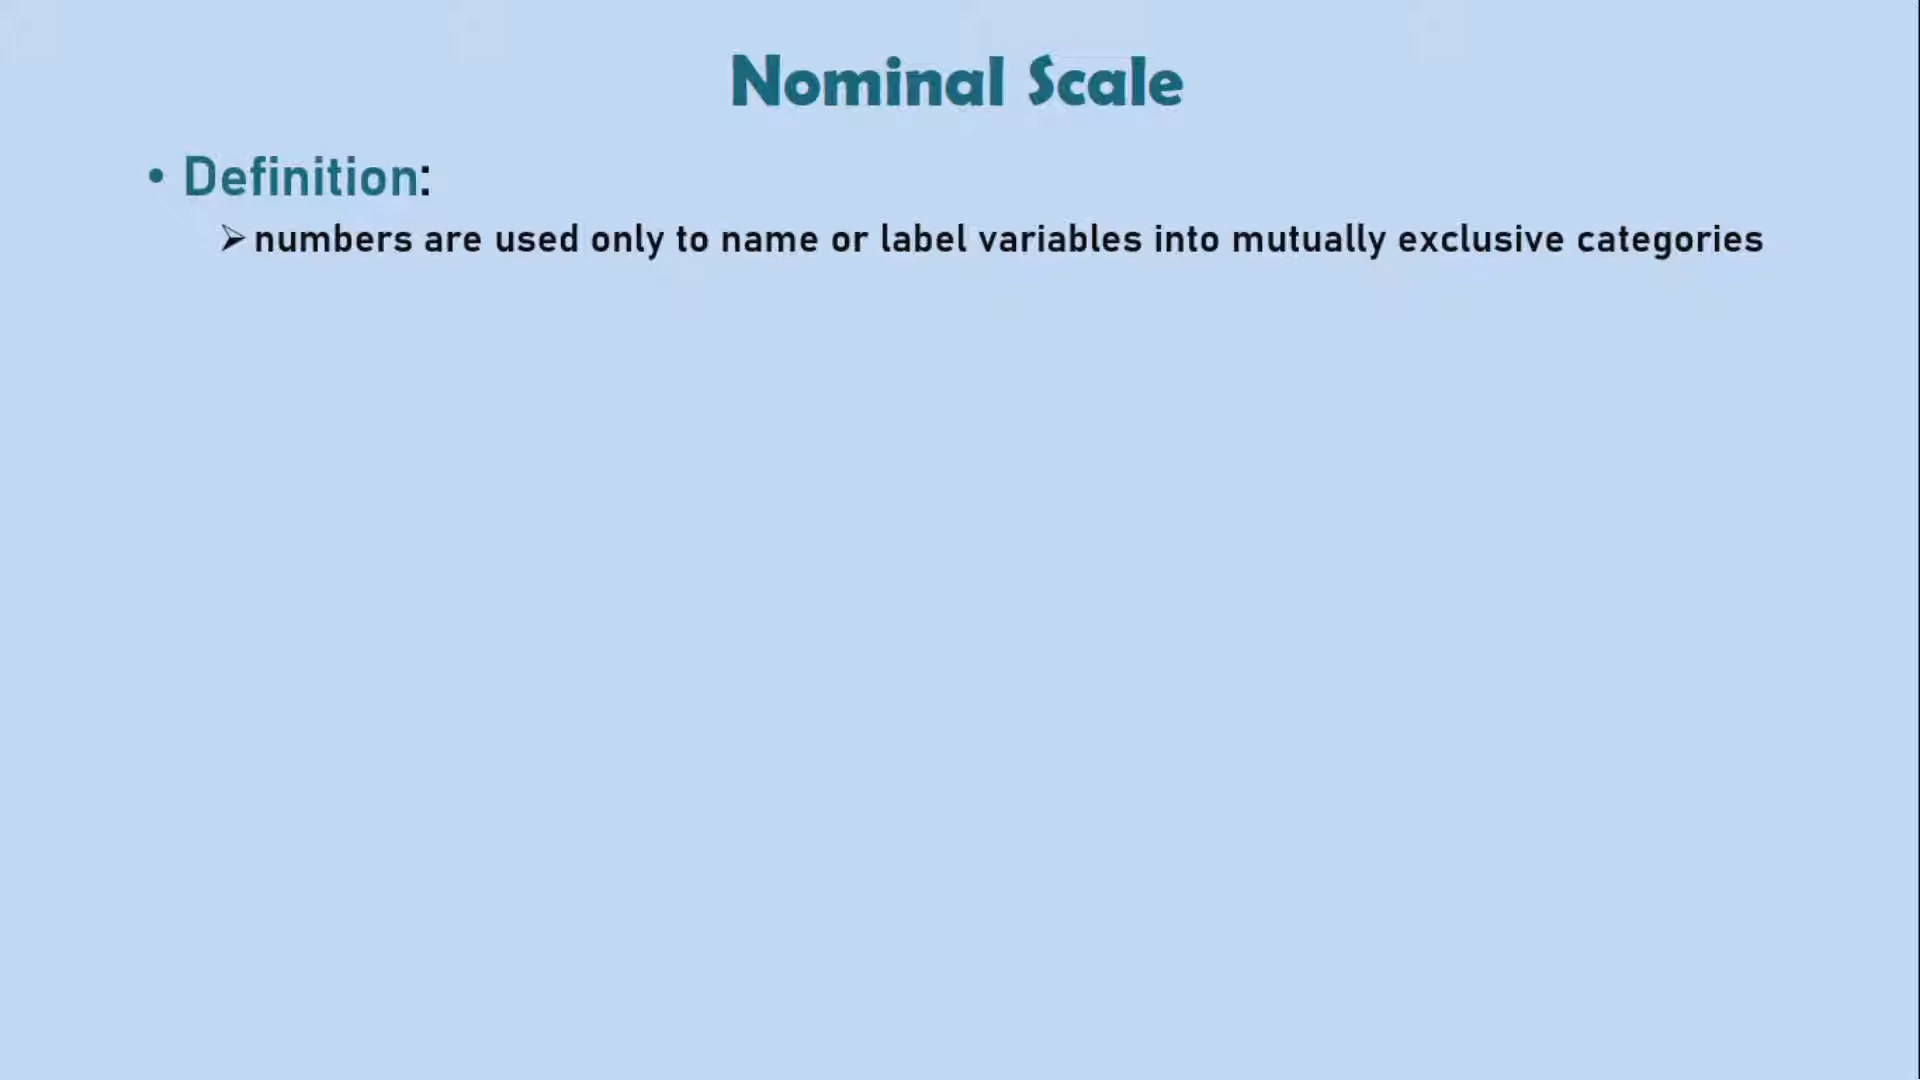 Nominal Scale
• Definition:
➢ numbers are used only to name or label variables into mutually exclusive categories